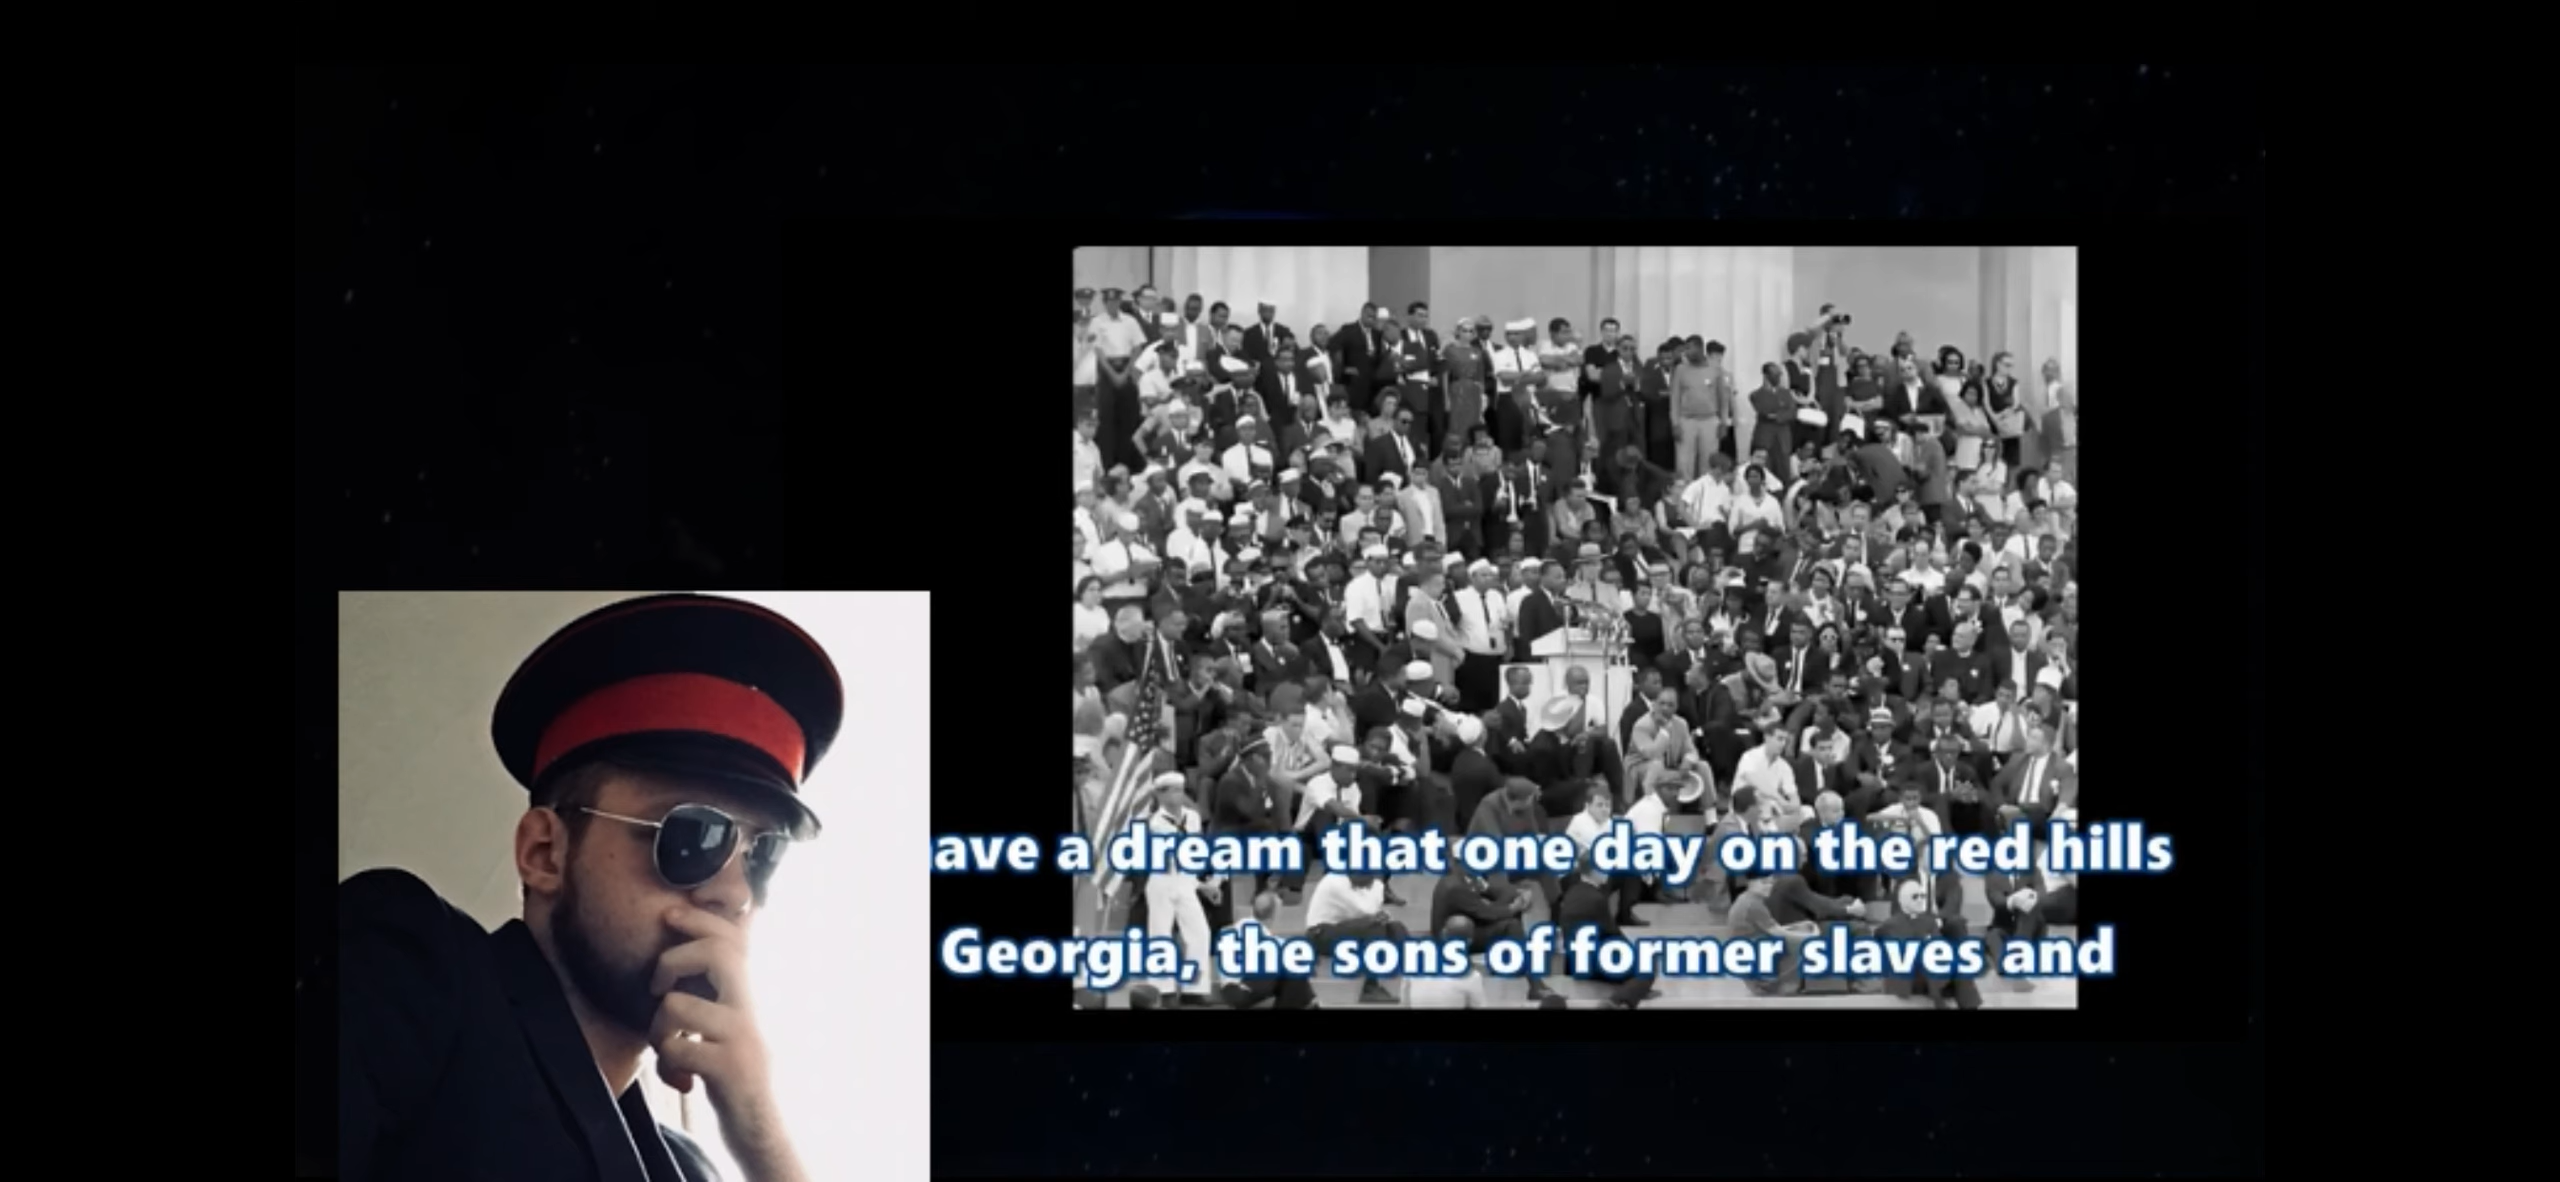 ave a dream that one day on the red hills
Georgia, the sons of former slaves and